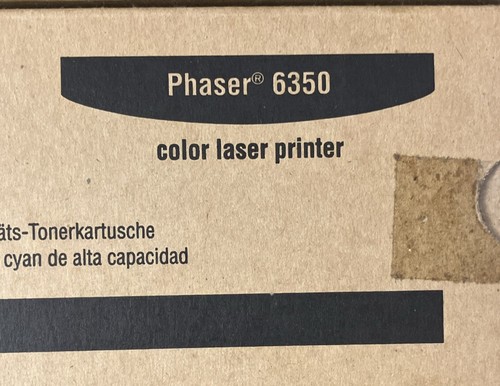 Phaser® 6350
color laser printer
äts-Tonerkartusche
cyan de alta capacidad